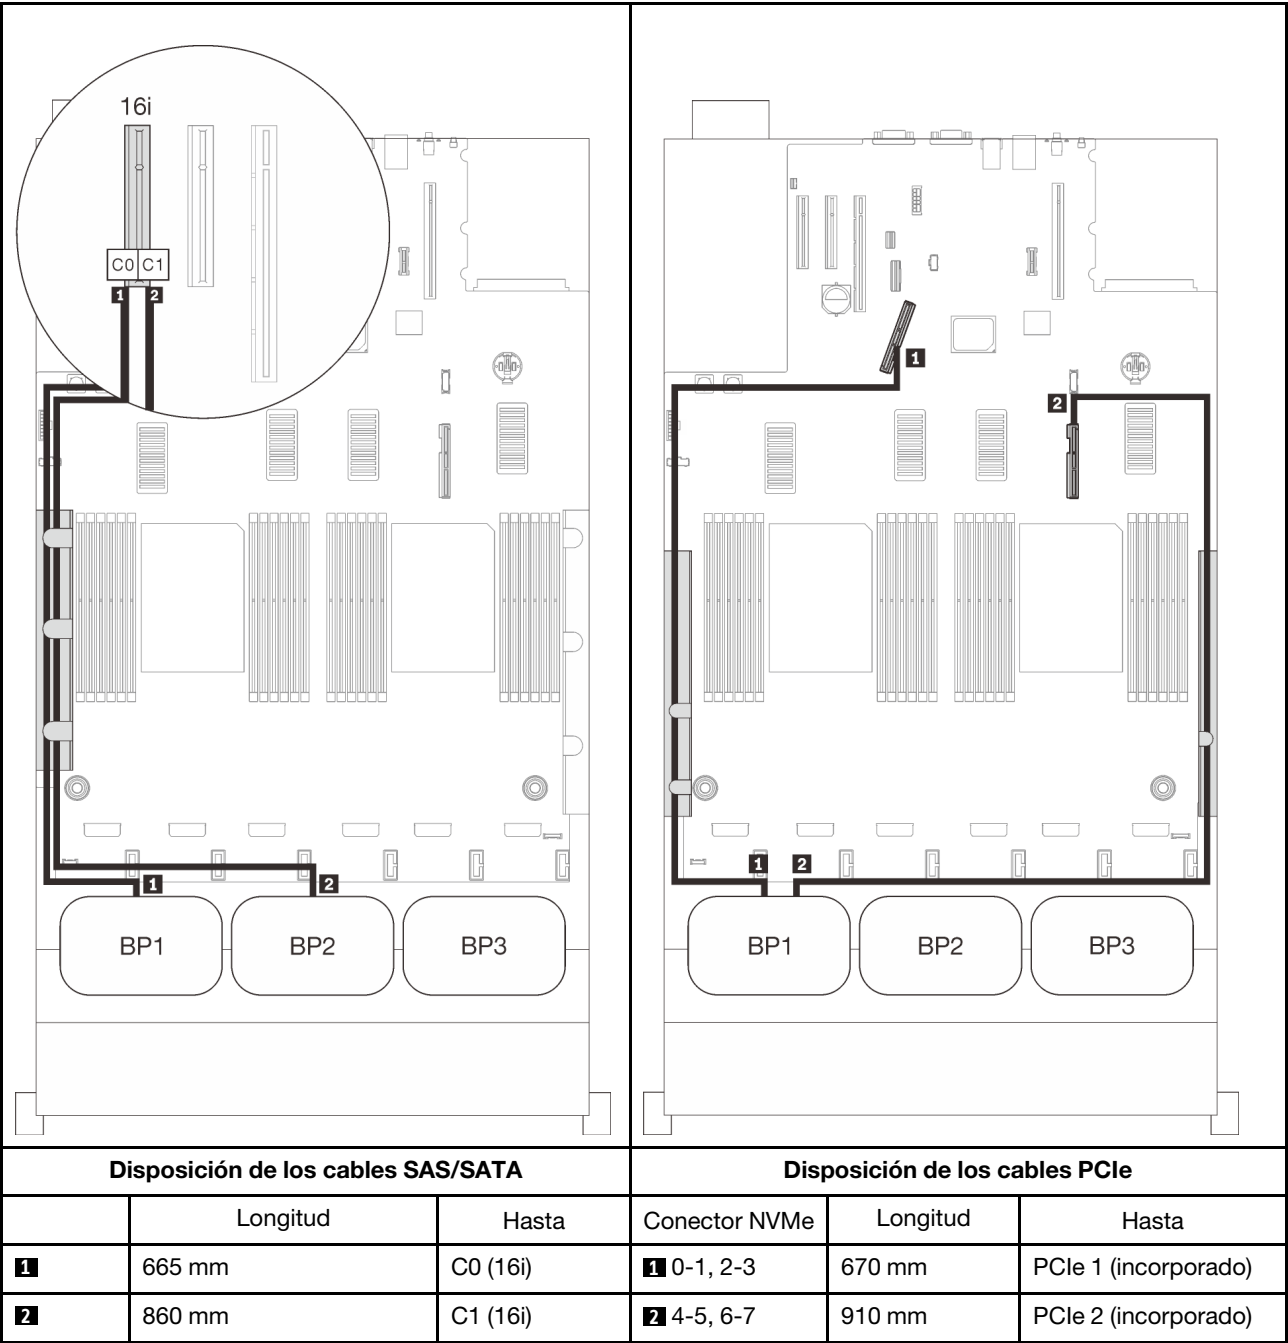 16i
C0 C1
1 2
1 2
BP1 BP2 BP3
1
2
1 2
BP1 BP2 BP3
Disposición de los cables SAS/SATA
Longitud Hasta
1 665 mm C0 (16i)
2 860 mm C1 (16i)
Disposición de los cables PCIe
Conector NVMe Longitud Hasta
1 0-1, 2-3 670 mm PCIe 1 (incorporado)
2 4-5, 6-7 910 mm PCIe 2 (incorporado)